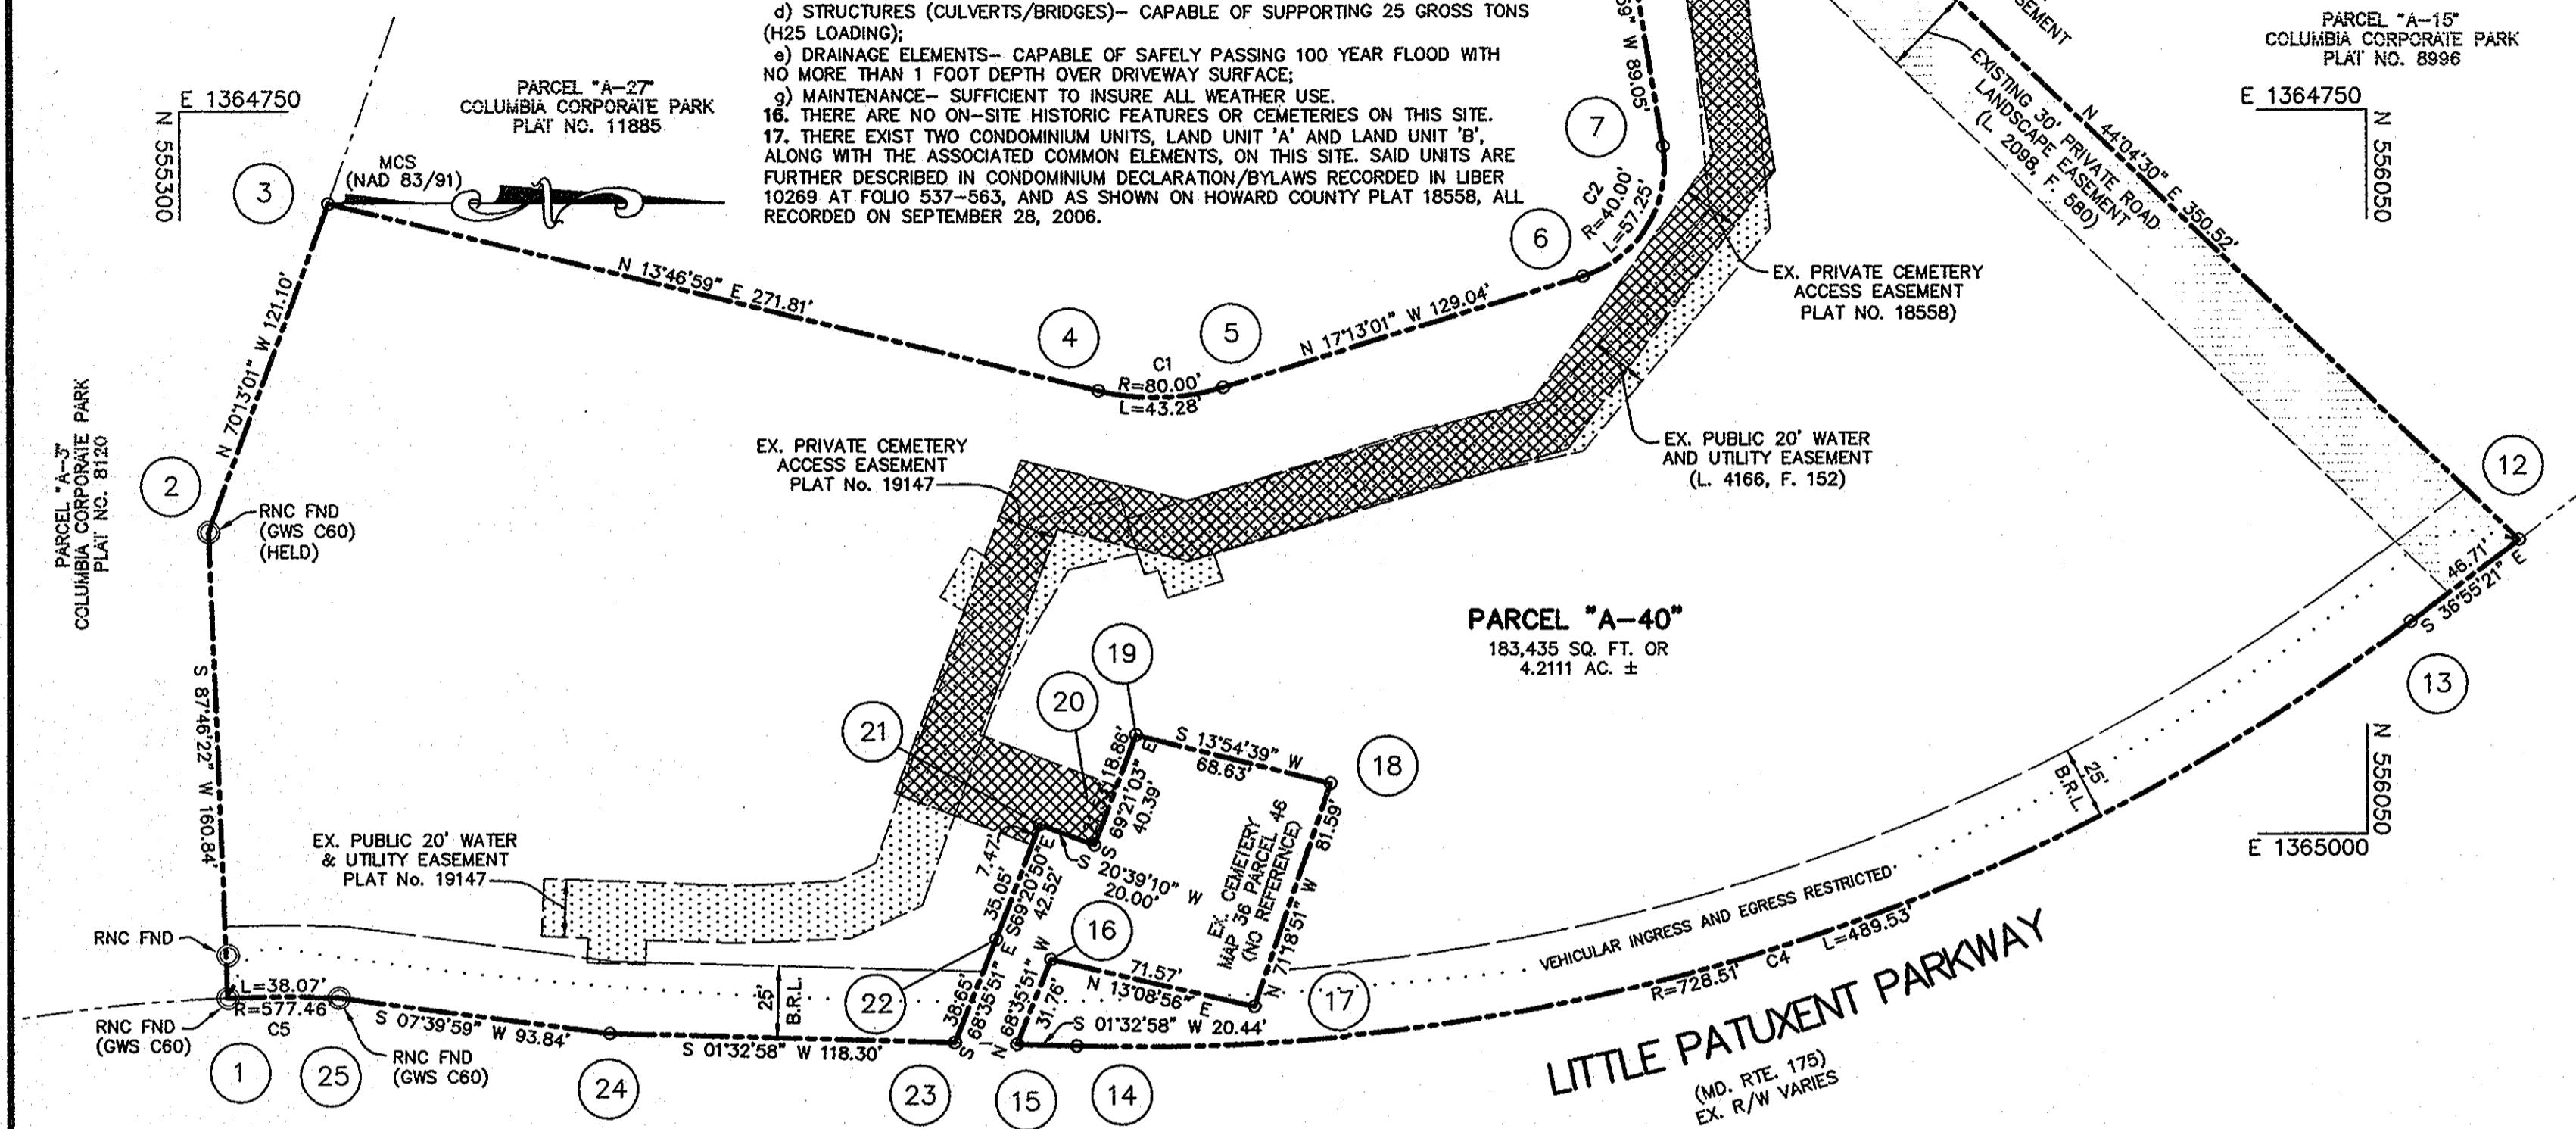 d) STRUCTURES (CULVERTS/BRIDGES)– CAPABLE OF SUPPORTING 25 GROSS TONS
(H25 LOADING);
e) DRAINAGE ELEMENTS– CAPABLE OF SAFELY PASSING 100 YEAR FLOOD WITH
NO MORE THAN 1 FOOT DEPTH OVER DRIVEWAY SURFACE;
g) MAINTENANCE– SUFFICIENT TO INSURE ALL WEATHER USE.
16. THERE ARE NO ON-SITE HISTORIC FEATURES OR CEMETERIES ON THIS SITE.
17. THERE EXIST TWO CONDOMINIUM UNITS, LAND UNIT 'A' AND LAND UNIT 'B',
ALONG WITH THE ASSOCIATED COMMON ELEMENTS, ON THIS SITE. SAID UNITS ARE
FURTHER DESCRIBED IN CONDOMINIUM DECLARATION/BYLAWS RECORDED IN LIBER
10269 AT FOLIO 537–563, AND AS SHOWN ON HOWARD COUNTY PLAT 18558, ALL
RECORDED ON SEPTEMBER 28, 2006.
E 1364750
N 555300
PARCEL "A-27"
COLUMBIA CORPORATE PARK
PLAT NO. 11885
MCS
(NAD 83/91)
3
N 70°13'01" W 121.10'
N 13°46'59" E 271.81'
4
C1
R=80.00'
L=43.28'
5
N 17°13'01" W 129.04'
6
C2
R=40.00'
L=57.25'
7
W 89.05'
EX. PRIVATE CEMETERY
ACCESS EASEMENT
PLAT NO. 18558)
EX. PUBLIC 20' WATER
AND UTILITY EASEMENT
(L. 4166, F. 152)
EXISTING 30' PRIVATE ROAD
LANDSCAPE EASEMENT
(L. 2098, F. 580)
N 44°04'30" E 350.52'
PARCEL "A-15"
COLUMBIA CORPORATE PARK
PLAT NO. 8996
E 1364750
N 556050
12
46.71'
S 36°55'21" E
13
N 556050
E 1365000
PARCEL "A-3"
COLUMBIA CORPORATE PARK
PLAT NO. 8120
2
RNC FND
(GWS C60)
(HELD)
S 87°46'22" W 160.84'
EX. PRIVATE CEMETERY
ACCESS EASEMENT
PLAT No. 19147
PARCEL "A-40"
183,435 SQ. FT. OR
4.2111 AC. ±
19
20
21
18.86'
S 69°21'03" E
40.39'
S 13°54'39" W
68.63'
18
81.59'
N 71°18'51" W
EX. CEMETERY
MAP 36 PARCEL 46
(NO REFERENCE)
S 20°39'10" W
20.00'
7.47'
35.05'
S69°20'50"E
42.52'
16
71.57'
N 13°08'56" E
17
EX. PUBLIC 20' WATER
& UTILITY EASEMENT
PLAT No. 19147
RNC FND
L=38.07'
R=577.46
C5
RNC FND
(GWS C60)
1
25
RNC FND
(GWS C60)
S 07°39'59" W 93.84'
24
S 01°32'58" W 118.30'
25'
B.R.L.
22
38.65'
S 68°35'51" E
23
N 68°35'51" W
31.76'
S 01°32'58" W 20.44'
15
14
25'
B.R.L.
VEHICULAR INGRESS AND EGRESS RESTRICTED
R=728.51' C4 L=489.53'
LITTLE PATUXENT PARKWAY
(MD. RTE. 175)
EX. R/W VARIES